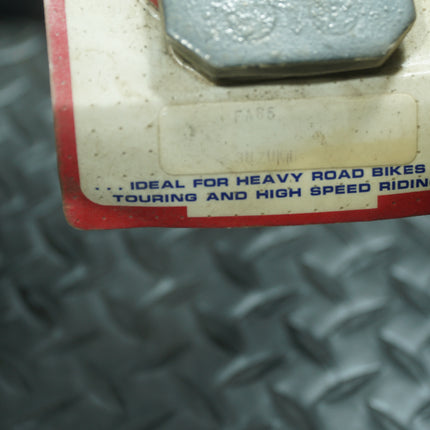 FA85
... IDEAL FOR HEAVY ROAD BIKES
TOURING AND HIGH SPEED RIDIN